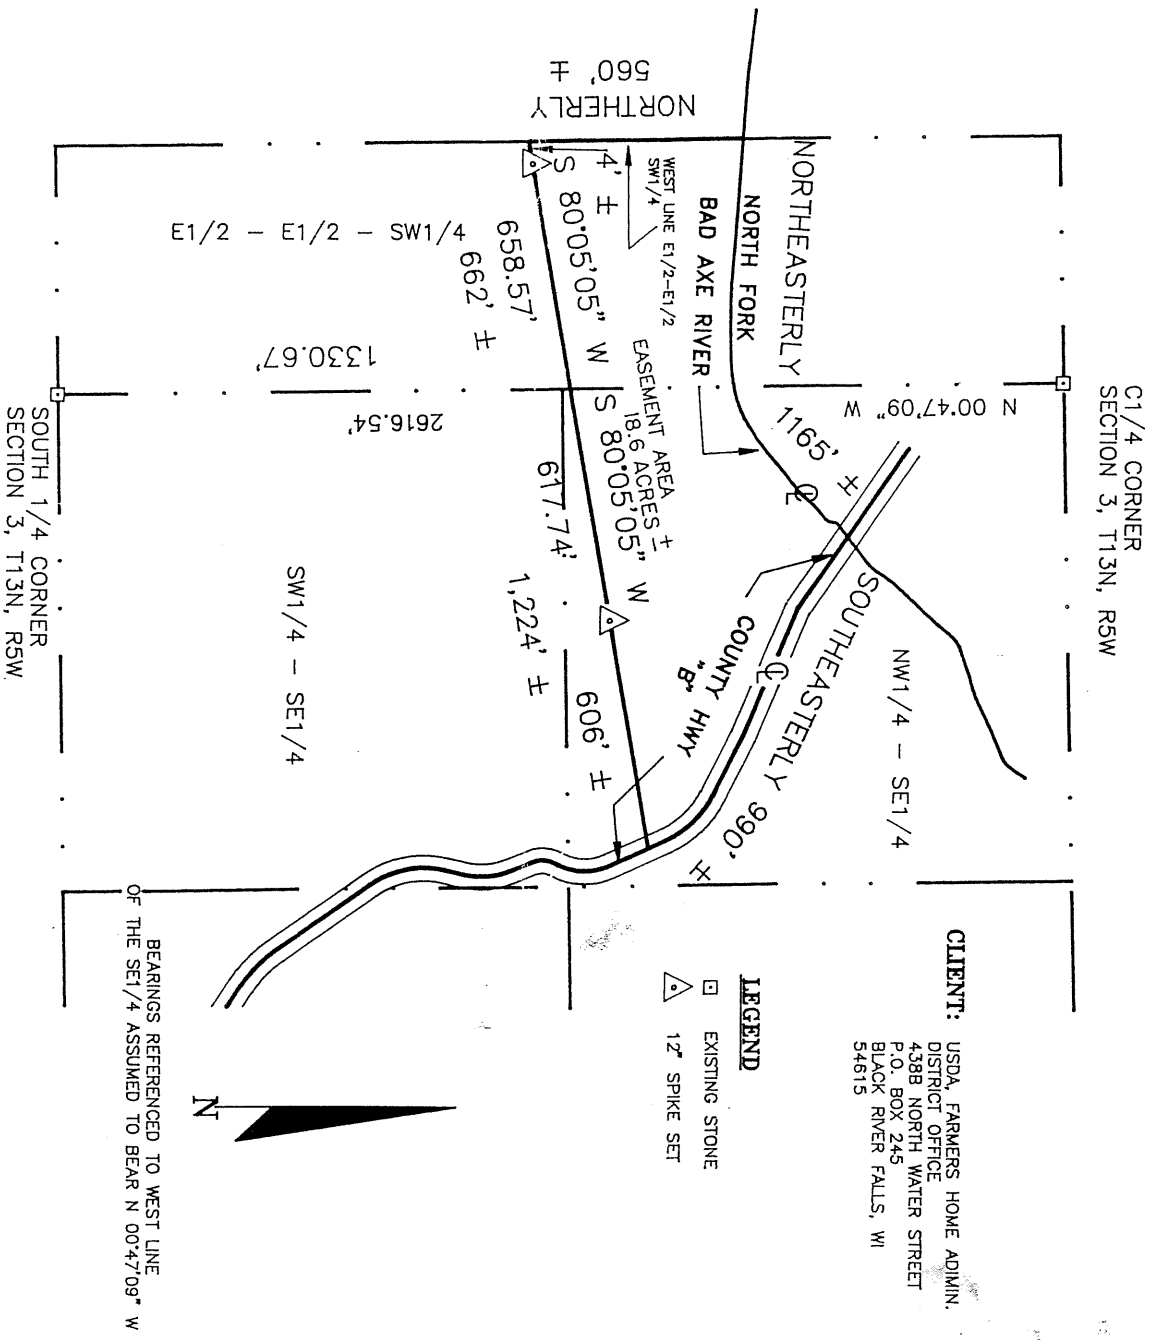 C1/4 CORNER
SECTION 3, T13N, R5W
CLIENT: USDA, FARMERS HOME ADIMIN.
DISTRICT OFFICE
438B NORTH WATER STREET
P.O. BOX 245
BLACK RIVER FALLS, WI
54615
LEGEND
EXISTING STONE
12" SPIKE SET
N 00°47'09" W
NW1/4 – SE1/4
NORTHEASTERLY
1165' ±
SOUTHEASTERLY 990' ±
NORTH FORK
BAD AXE RIVER
COUNTY HWY
"B"
℄
℄
NORTHERLY
560' ±
WEST LINE E1/2–E1/2
SW1/4
4' ±
S 80°05'05" W
658.57'
662' ±
EASEMENT AREA
18.6 ACRES ±
S 80°05'05" W
617.74'
606' ±
1,224' ±
E1/2 – E1/2 – SW1/4
1330.67'
2616.54'
SW1/4 – SE1/4
SOUTH 1/4 CORNER
SECTION 3, T13N, R5W
N
BEARINGS REFERENCED TO WEST LINE
OF THE SE1/4 ASSUMED TO BEAR N 00°47'09" W